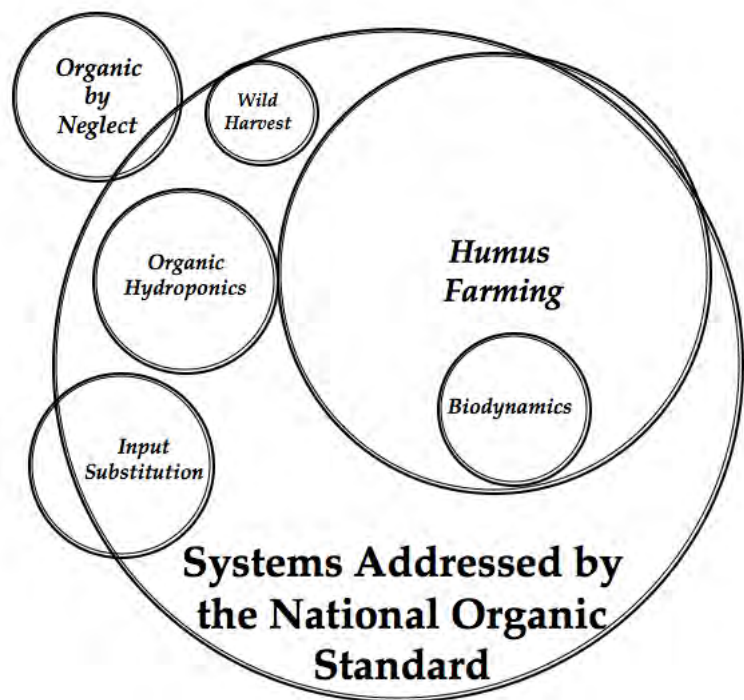 Organic
by
Neglect
Wild
Harvest
Organic
Hydroponics
Humus
Farming
Biodynamics
Input
Substitution
Systems Addressed by
the National Organic
Standard